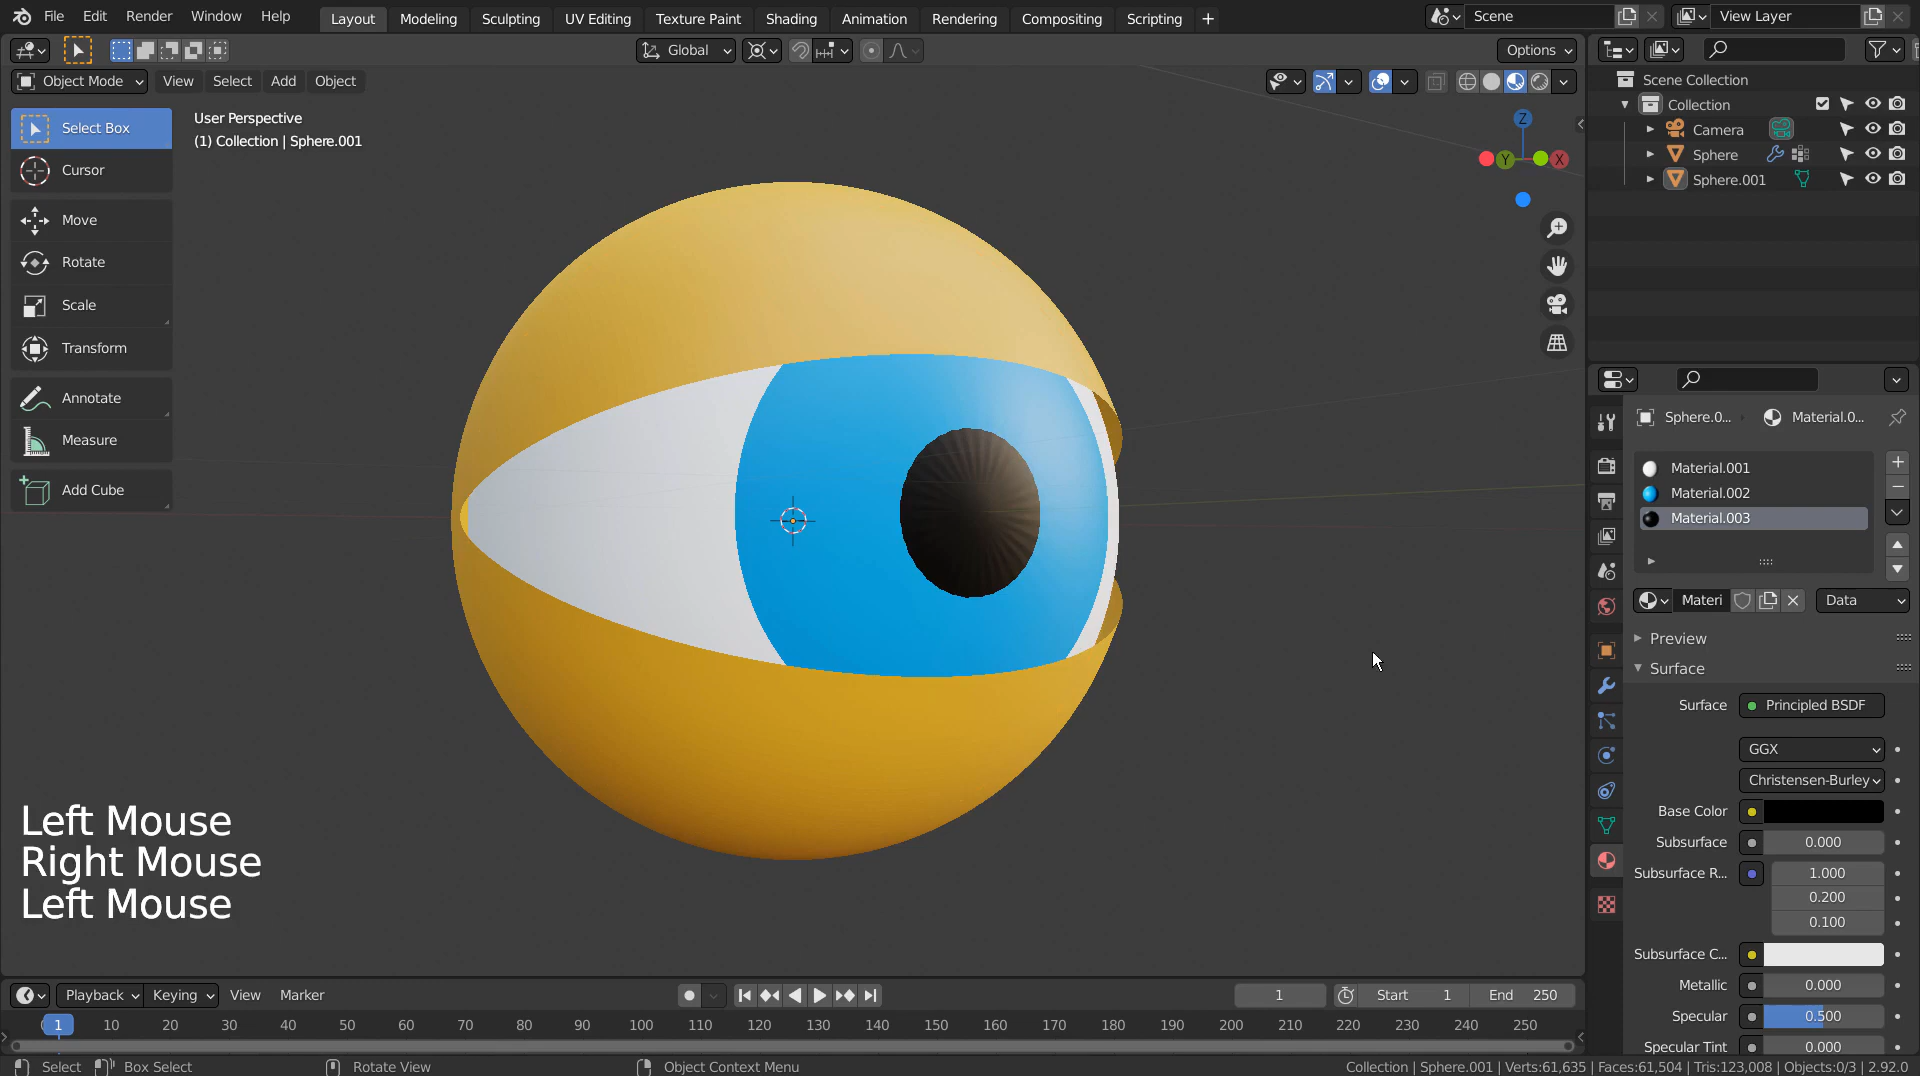 File Edit Render Window Help Layout Modeling Sculpting UV Editing Texture Paint Shading Animation Rendering Compositing Scripting + Scene View Layer
Global Options
Object Mode View Select Add Object
Scene Collection
Collection
Camera
Sphere
Sphere.001
Select Box
Cursor
Move
Rotate
Scale
Transform
Annotate
Measure
Add Cube
User Perspective
(1) Collection | Sphere.001
Z
Y X
Sphere.0... Material.0...
Material.001
Material.002
Material.003
Materi Data
Preview
Surface
Surface Principled BSDF
GGX
Christensen-Burley
Base Color
Subsurface 0.000
Subsurface R... 1.000
0.200
0.100
Subsurface C...
Metallic 0.000
Specular 0.500
Specular Tint 0.000
Left Mouse
Right Mouse
Left Mouse
Playback Keying View Marker 1 Start 1 End 250
1 10 20 30 40 50 60 70 80 90 100 110 120 130 140 150 160 170 180 190 200 210 220 230 240 250
Select Box Select Rotate View Object Context Menu Collection | Sphere.001 | Verts:61,635 | Faces:61,504 | Tris:123,008 | Objects:0/3 | 2.92.0